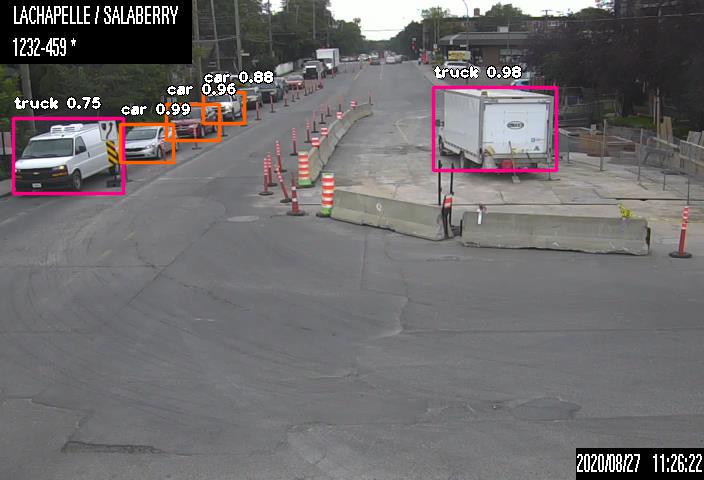 LACHAPELLE / SALABERRY
1232-459 *
car 0.88
car 0.96
truck 0.98
truck 0.75
car 0.99
2020/08/27 11:26:22